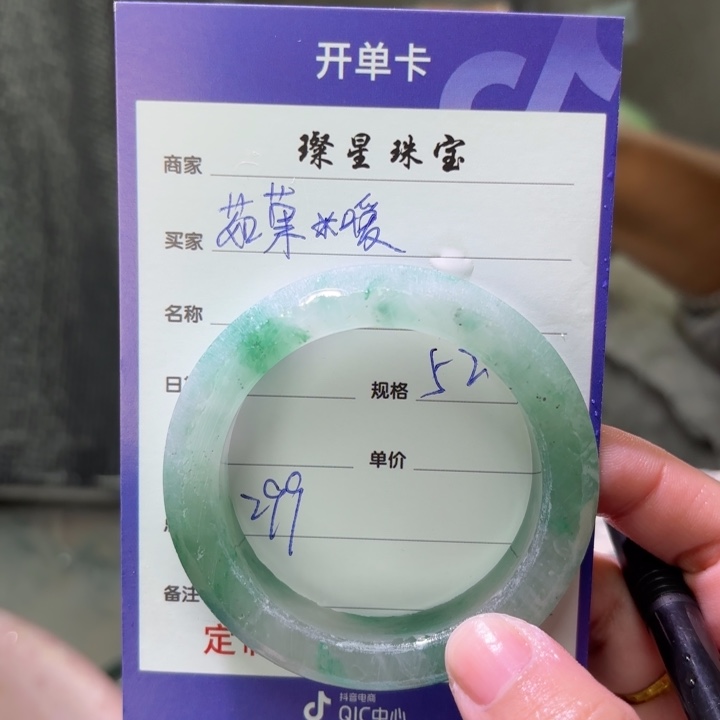 开单卡
商家 璨星珠宝
买家 茹菓米暖
名称
日 规格 52
单价
299
备注
定
抖音电商
QIC中心